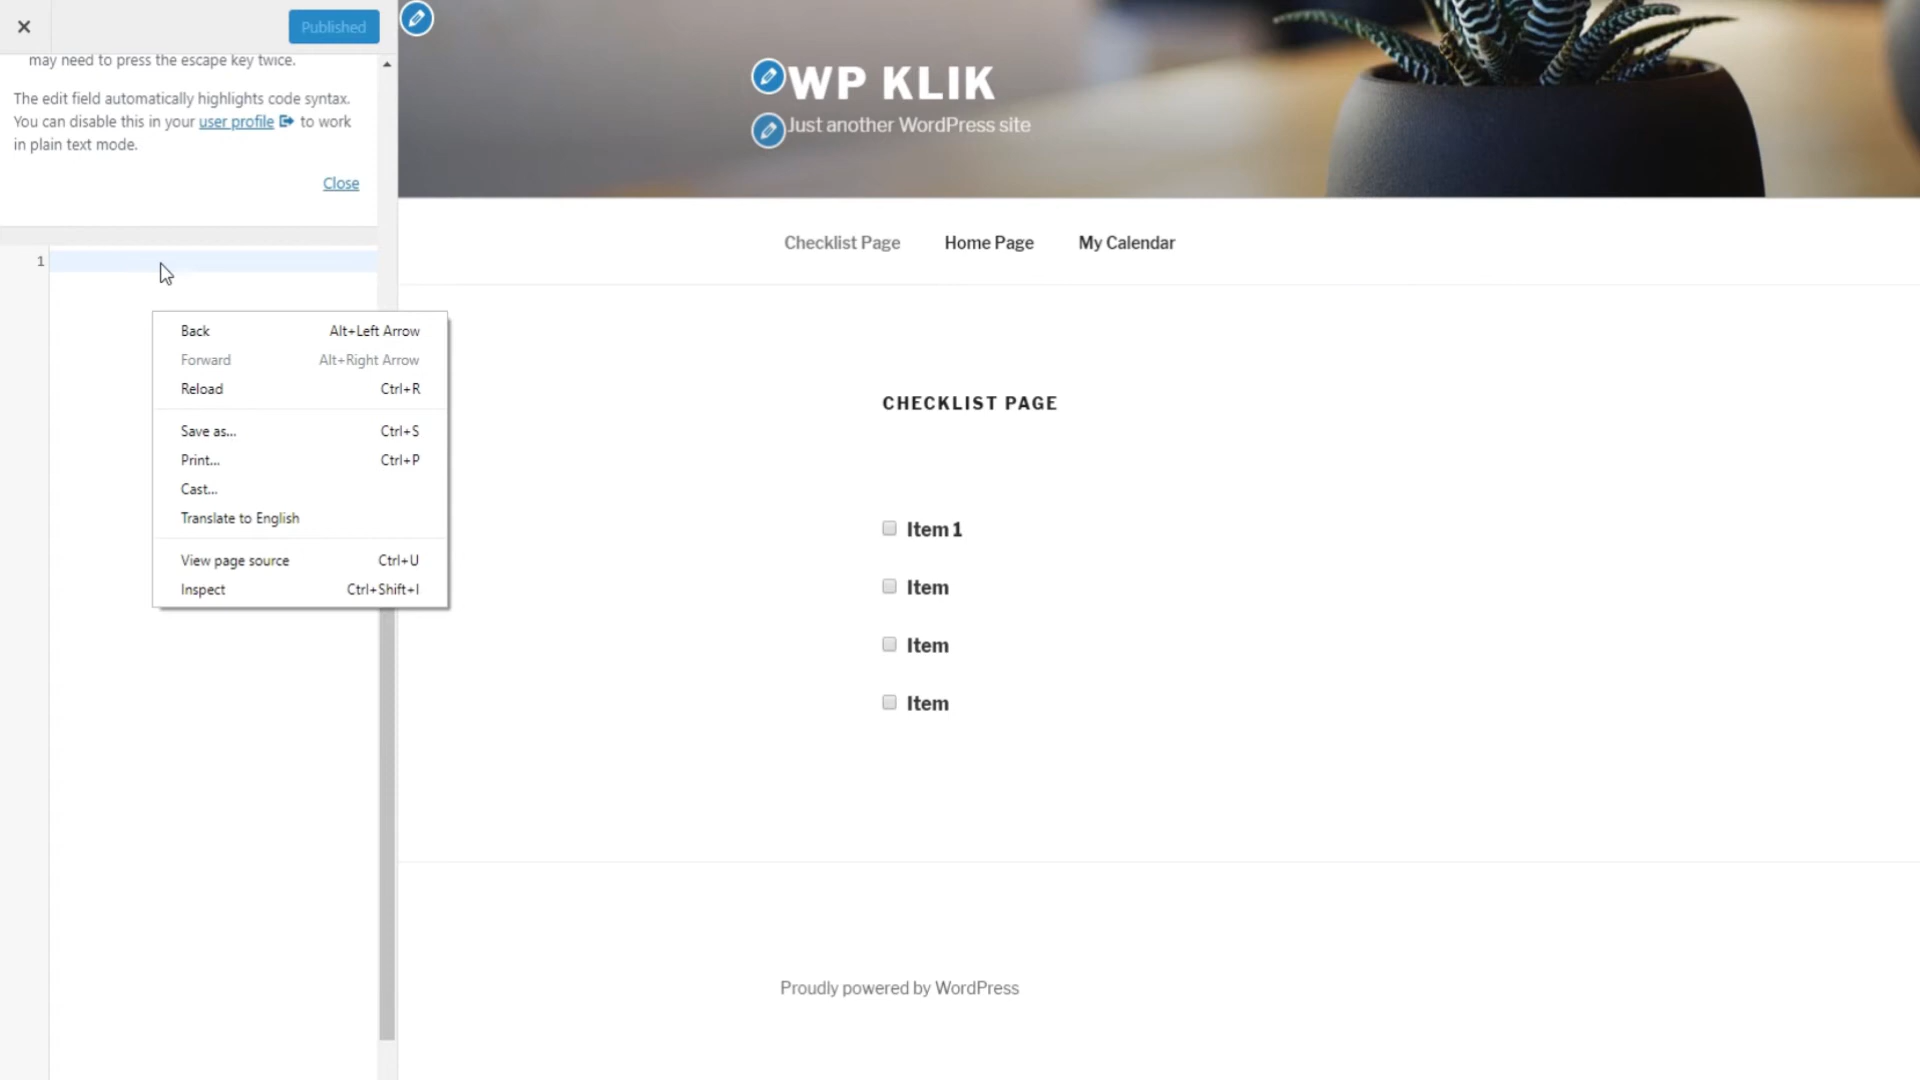 Published
may need to press the escape key twice.
The edit field automatically highlights code syntax.
You can disable this in your user profile to work
in plain text mode.
Close
1
Back Alt+Left Arrow
Forward Alt+Right Arrow
Reload Ctrl+R
Save as... Ctrl+S
Print... Ctrl+P
Cast...
Translate to English
View page source Ctrl+U
Inspect Ctrl+Shift+I
WP KLIK
Just another WordPress site
Checklist Page Home Page My Calendar
CHECKLIST PAGE
Item 1
Item
Item
Item
Proudly powered by WordPress